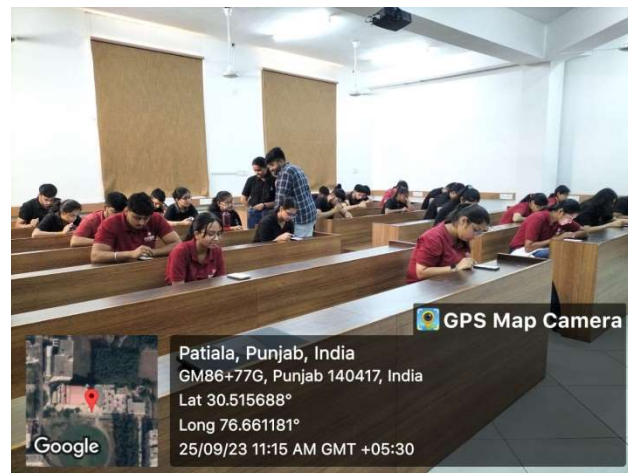 GPS Map Camera
Patiala, Punjab, India
GM86+77G, Punjab 140417, India
Lat 30.515688°
Long 76.661181°
25/09/23 11:15 AM GMT +05:30
Google